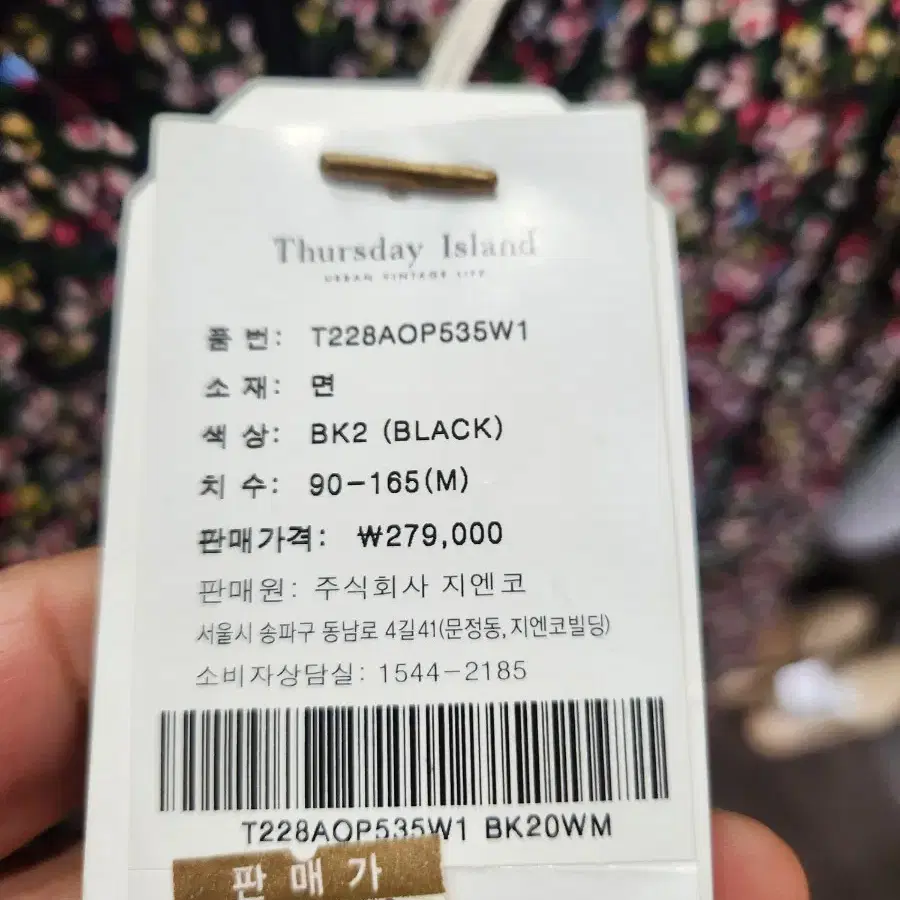 Thursday Island
URBAN VINTAGE LIFE
품 번: T228AOP535W1
소 재: 면
색 상: BK2 (BLACK)
치 수: 90-165(M)
판매가격: ₩279,000
판매원: 주식회사 지엔코
서울시 송파구 동남로 4길41(문정동, 지엔코빌딩)
소비자상담실: 1544-2185
T228AOP535W1 BK20WM
판 매 가